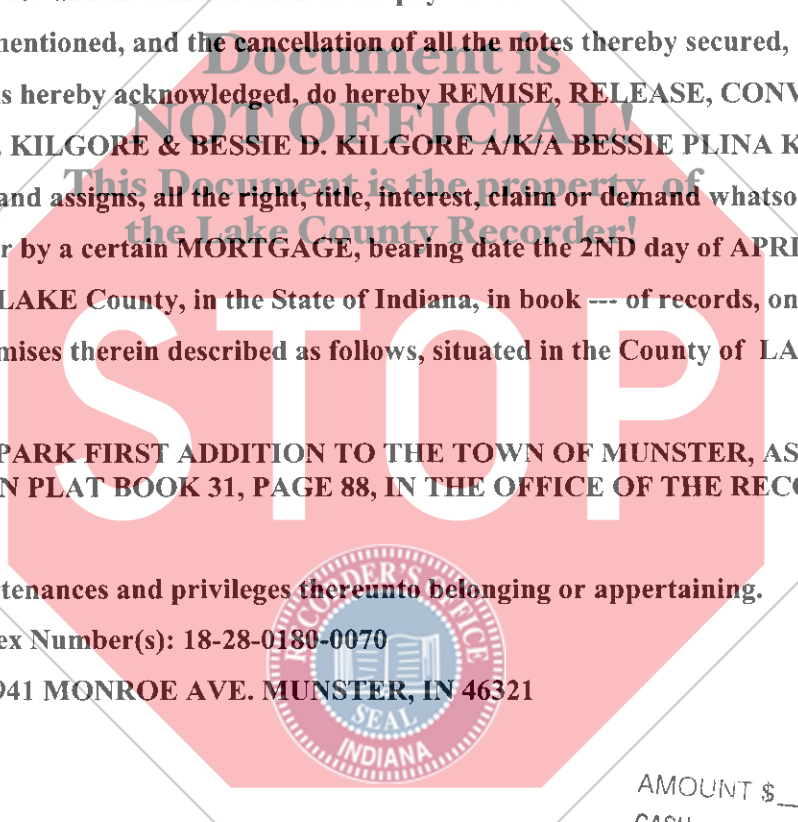 mentioned, and the cancellation of all the notes thereby secured,
Document is
s hereby acknowledged, do hereby REMISE, RELEASE, CONV
NOT OFFICIAL!
. KILGORE & BESSIE D. KILGORE A/K/A BESSIE PLINA K
This Document is the property of
and assigns, all the right, title, interest, claim or demand whatso
the Lake County Recorder!
r by a certain MORTGAGE, bearing date the 2ND day of APRI
LAKE County, in the State of Indiana, in book --- of records, on
mises therein described as follows, situated in the County of LA
STOP
PARK FIRST ADDITION TO THE TOWN OF MUNSTER, AS
N PLAT BOOK 31, PAGE 88, IN THE OFFICE OF THE RECO
tenances and privileges thereunto belonging or appertaining.
ex Number(s): 18-28-0180-0070
941 MONROE AVE. MUNSTER, IN 46321
RECORDER'S OFFICE
SEAL
INDIANA
AMOUNT $